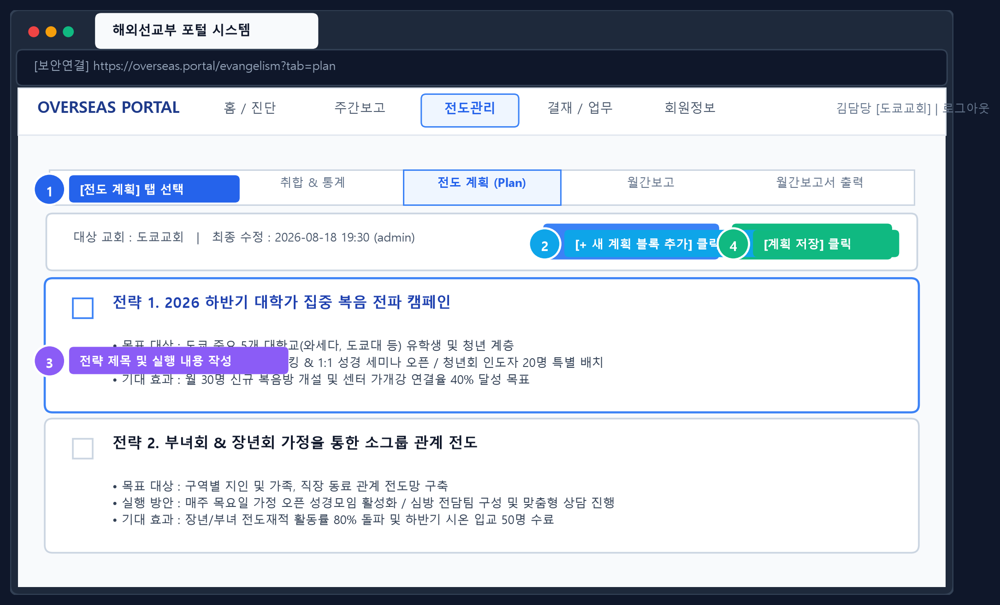 해외선교부 포털 시스템
[보안연결] https://overseas.portal/evangelism?tab=plan
OVERSEAS PORTAL 홈 / 진단 주간보고 전도관리 결재 / 업무 회원정보 김담당 [도쿄교회] | 로그아웃
1 [전도 계획] 탭 선택 취합 & 통계 전도 계획 (Plan) 월간보고 월간보고서 출력
대상 교회 : 도쿄교회 | 최종 수정 : 2026-08-18 19:30 (admin) 2 [+ 새 계획 블록 추가] 클릭 4 [계획 저장] 클릭
전략 1. 2026 하반기 대학가 집중 복음 전파 캠페인
• 목표 대상 : 도쿄 주요 5개 대학교(와세다, 도쿄대 등) 유학생 및 청년 계층
3 전략 제목 및 실행 내용 작성 킹 & 1:1 성경 세미나 오픈 / 청년회 인도자 20명 특별 배치
• 기대 효과 : 월 30명 신규 복음방 개설 및 센터 가개강 연결율 40% 달성 목표
전략 2. 부녀회 & 장년회 가정을 통한 소그룹 관계 전도
• 목표 대상 : 구역별 지인 및 가족, 직장 동료 관계 전도망 구축
• 실행 방안 : 매주 목요일 가정 오픈 성경모임 활성화 / 심방 전담팀 구성 및 맞춤형 상담 진행
• 기대 효과 : 장년/부녀 전도재적 활동률 80% 돌파 및 하반기 시온 입교 50명 수료